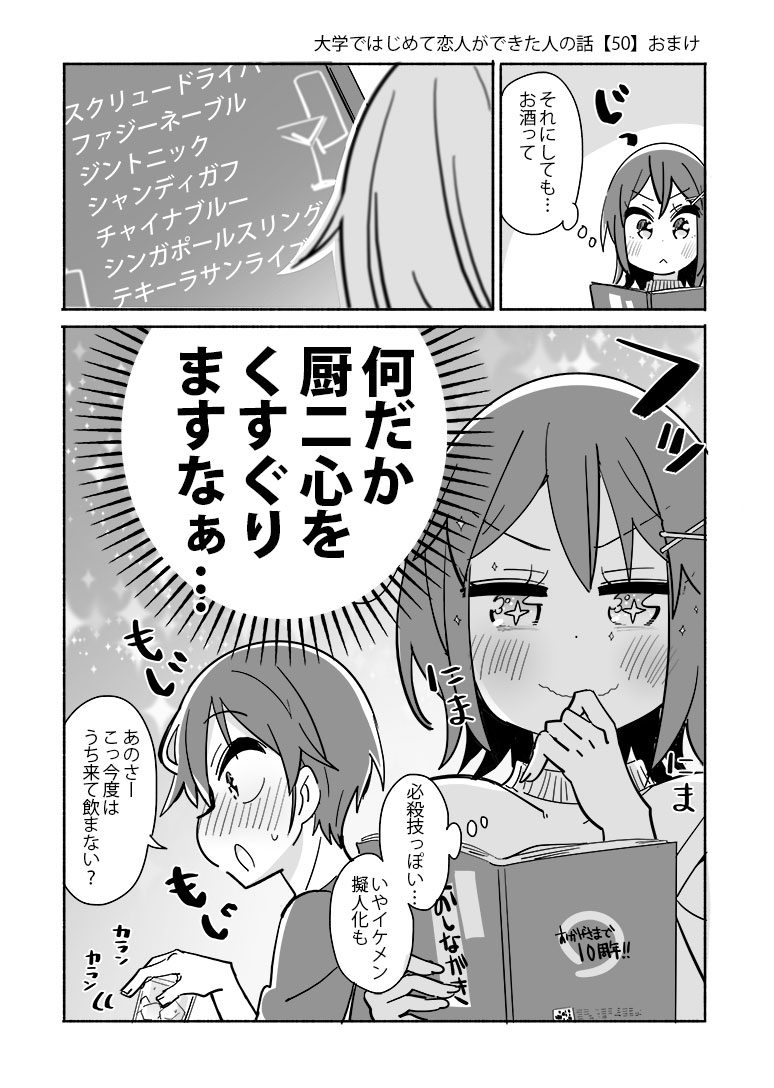 大学ではじめて恋人ができた人の話【50】おまけ
じっ
それにしても…
お酒って
スクリュードライバ
ファジーネーブル
ジントニック
シャンディガフ
チャイナブルー
シンガポールスリング
テキーラサンライズ
フッ
何だか
厨二心を
くすぐり
ますなぁ…
にま
にま
必殺技っぽい…
いやイケメン
擬人化も
おしながき
おかげさまで
10周年!!
もじ
もじ
あのさー
こっ今度は
うち来て飲まない?
カラン
カラン